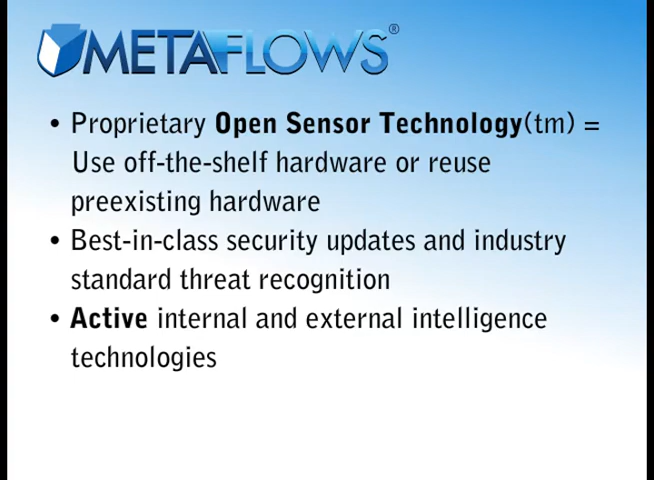 METAFLOWS®
• Proprietary Open Sensor Technology(tm) =
Use off-the-shelf hardware or reuse
preexisting hardware
• Best-in-class security updates and industry
standard threat recognition
• Active internal and external intelligence
technologies